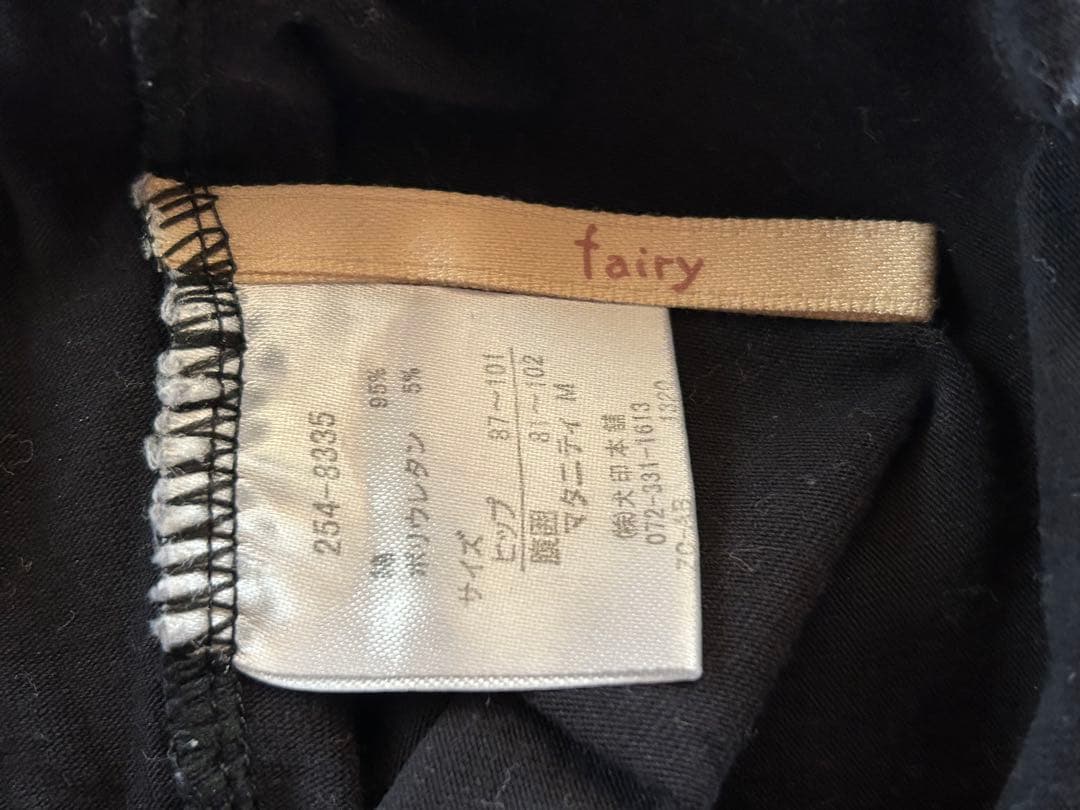 fairy
254-8335
綿 95%
ポリウレタン 5%
サイズ
ヒップ 87〜101
腹囲 81〜102
マタニティ M
㈱犬印本舗
072-331-1613
1320